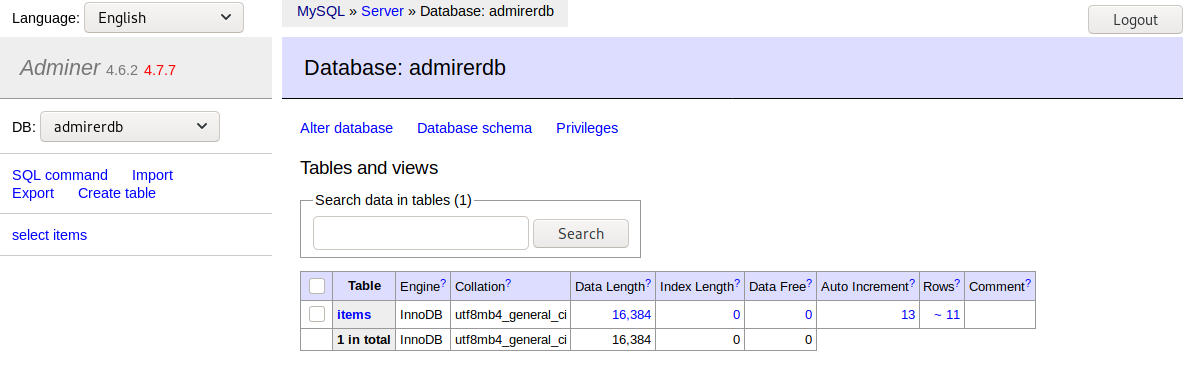 Language: English
MySQL » Server » Database: admirerdb
Logout
Adminer 4.6.2 4.7.7
Database: admirerdb
DB: admirerdb
Alter database Database schema Privileges
SQL command Import
Export Create table
select items
Tables and views
Search data in tables (1)
Search
Table Engine? Collation? Data Length? Index Length? Data Free? Auto Increment? Rows? Comment?
items InnoDB utf8mb4_general_ci 16,384 0 0 13 ~ 11
1 in total InnoDB utf8mb4_general_ci 16,384 0 0